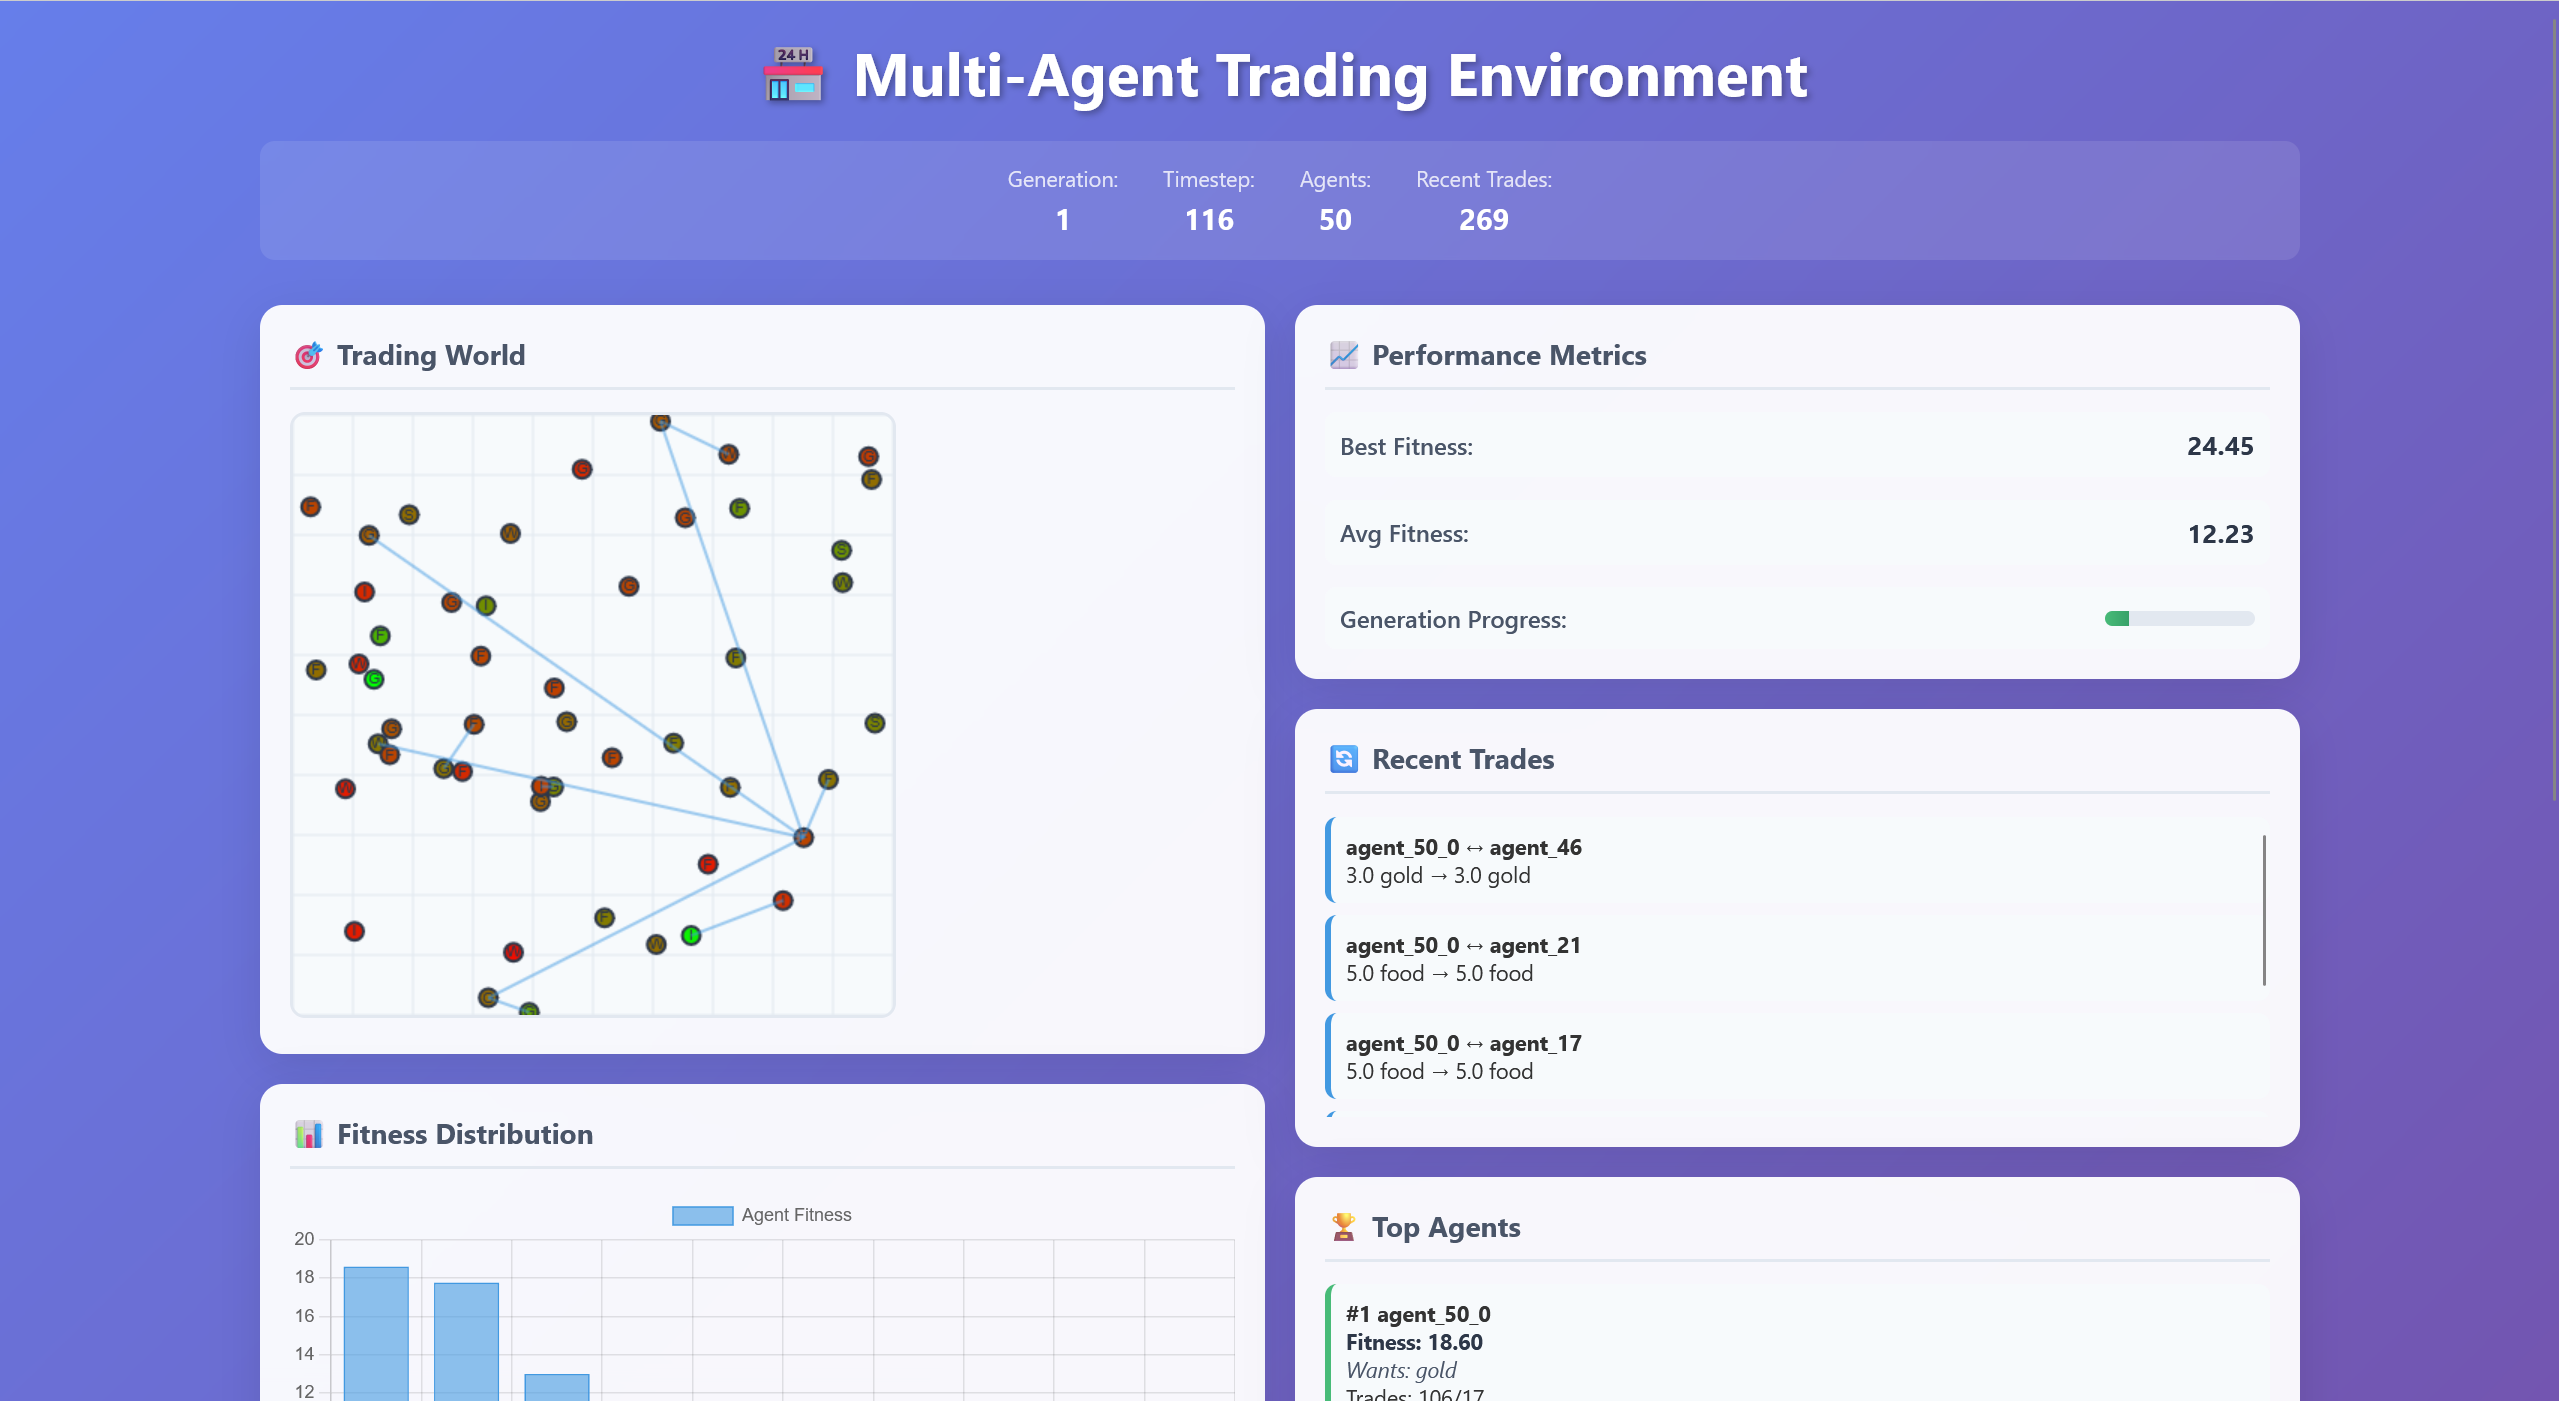 24 H
Multi-Agent Trading Environment
Generation: Timestep: Agents: Recent Trades:
1 116 50 269
Trading World
G
W
G
G
F
F
S
G
F
G
W
S
W
G
I
G
I
F
F
W
F
F
G
F
G
F
G
S
W
F
F
G
F
F
W
G
F
F
G
F
I
F
W
I
W
G
Performance Metrics
Best Fitness: 24.45
Avg Fitness: 12.23
Generation Progress:
Recent Trades
agent_50_0 ↔ agent_46
3.0 gold → 3.0 gold
agent_50_0 ↔ agent_21
5.0 food → 5.0 food
agent_50_0 ↔ agent_17
5.0 food → 5.0 food
Fitness Distribution
Agent Fitness
20
18
16
14
12
Top Agents
#1 agent_50_0
Fitness: 18.60
Wants: gold
Trades: 106/17